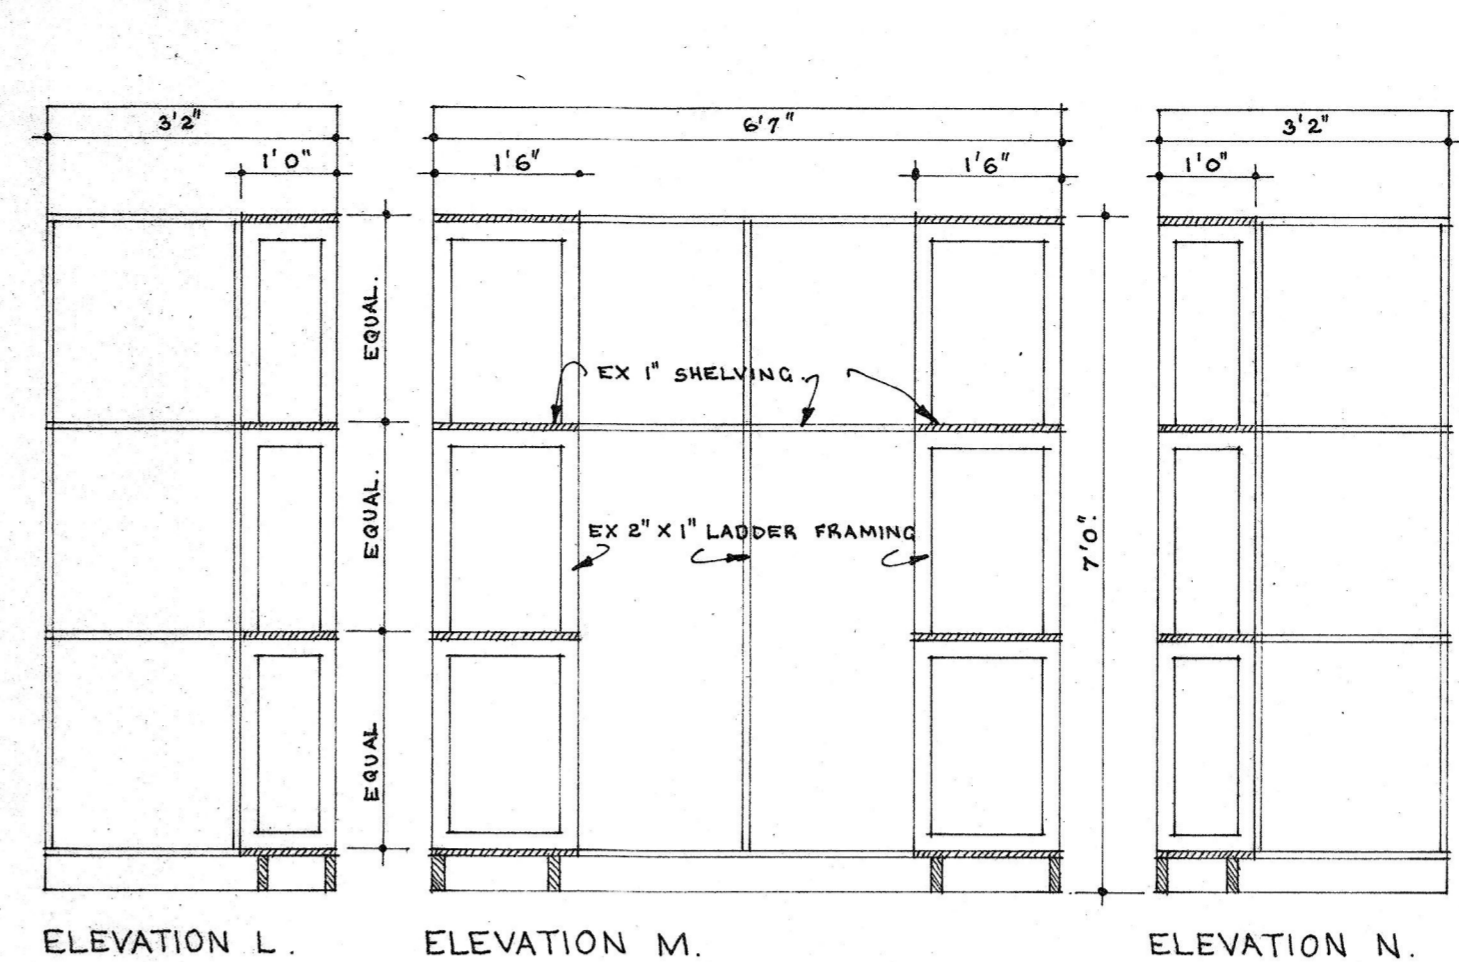 3'2"
6'7"
3'2"
1'0"
1'6"
1'6"
1'0"
EQUAL.
EX 1" SHELVING.
EQUAL.
EX 2" X 1" LADDER FRAMING
7'0".
EQUAL
ELEVATION L.
ELEVATION M.
ELEVATION N.